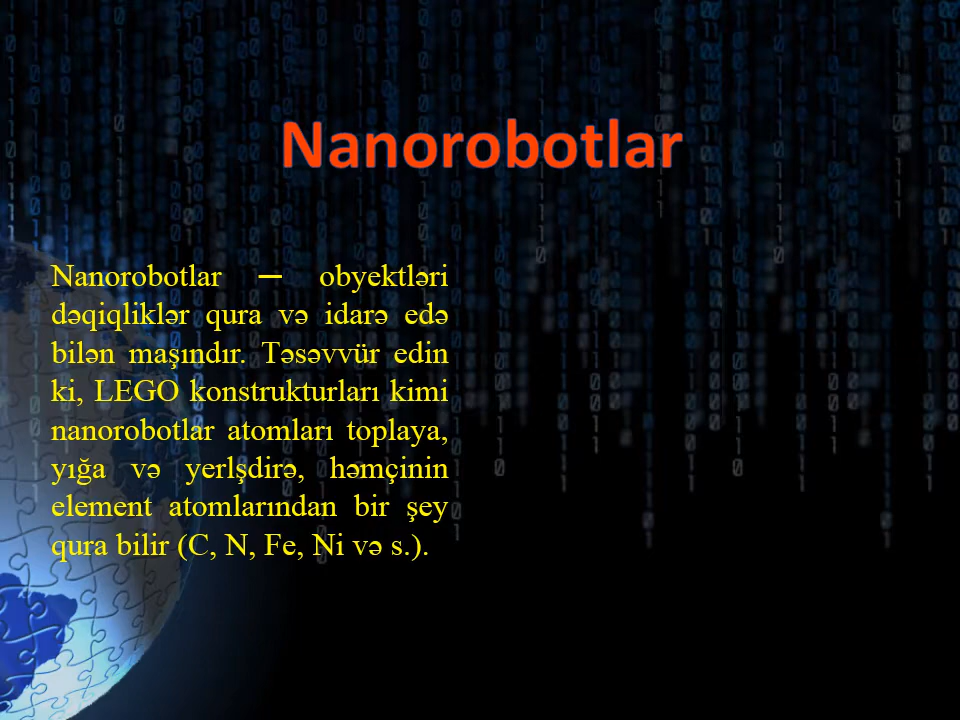 Nanorobotlar
Nanorobotlar — obyektləri
dəqiqliklər qura və idarə edə
bilən maşındır. Təsəvvür edin
ki, LEGO konstrukturları kimi
nanorobotlar atomları toplaya,
yığa və yerlşdirə, həmçinin
element atomlarından bir şey
qura bilir (C, N, Fe, Ni və s.).